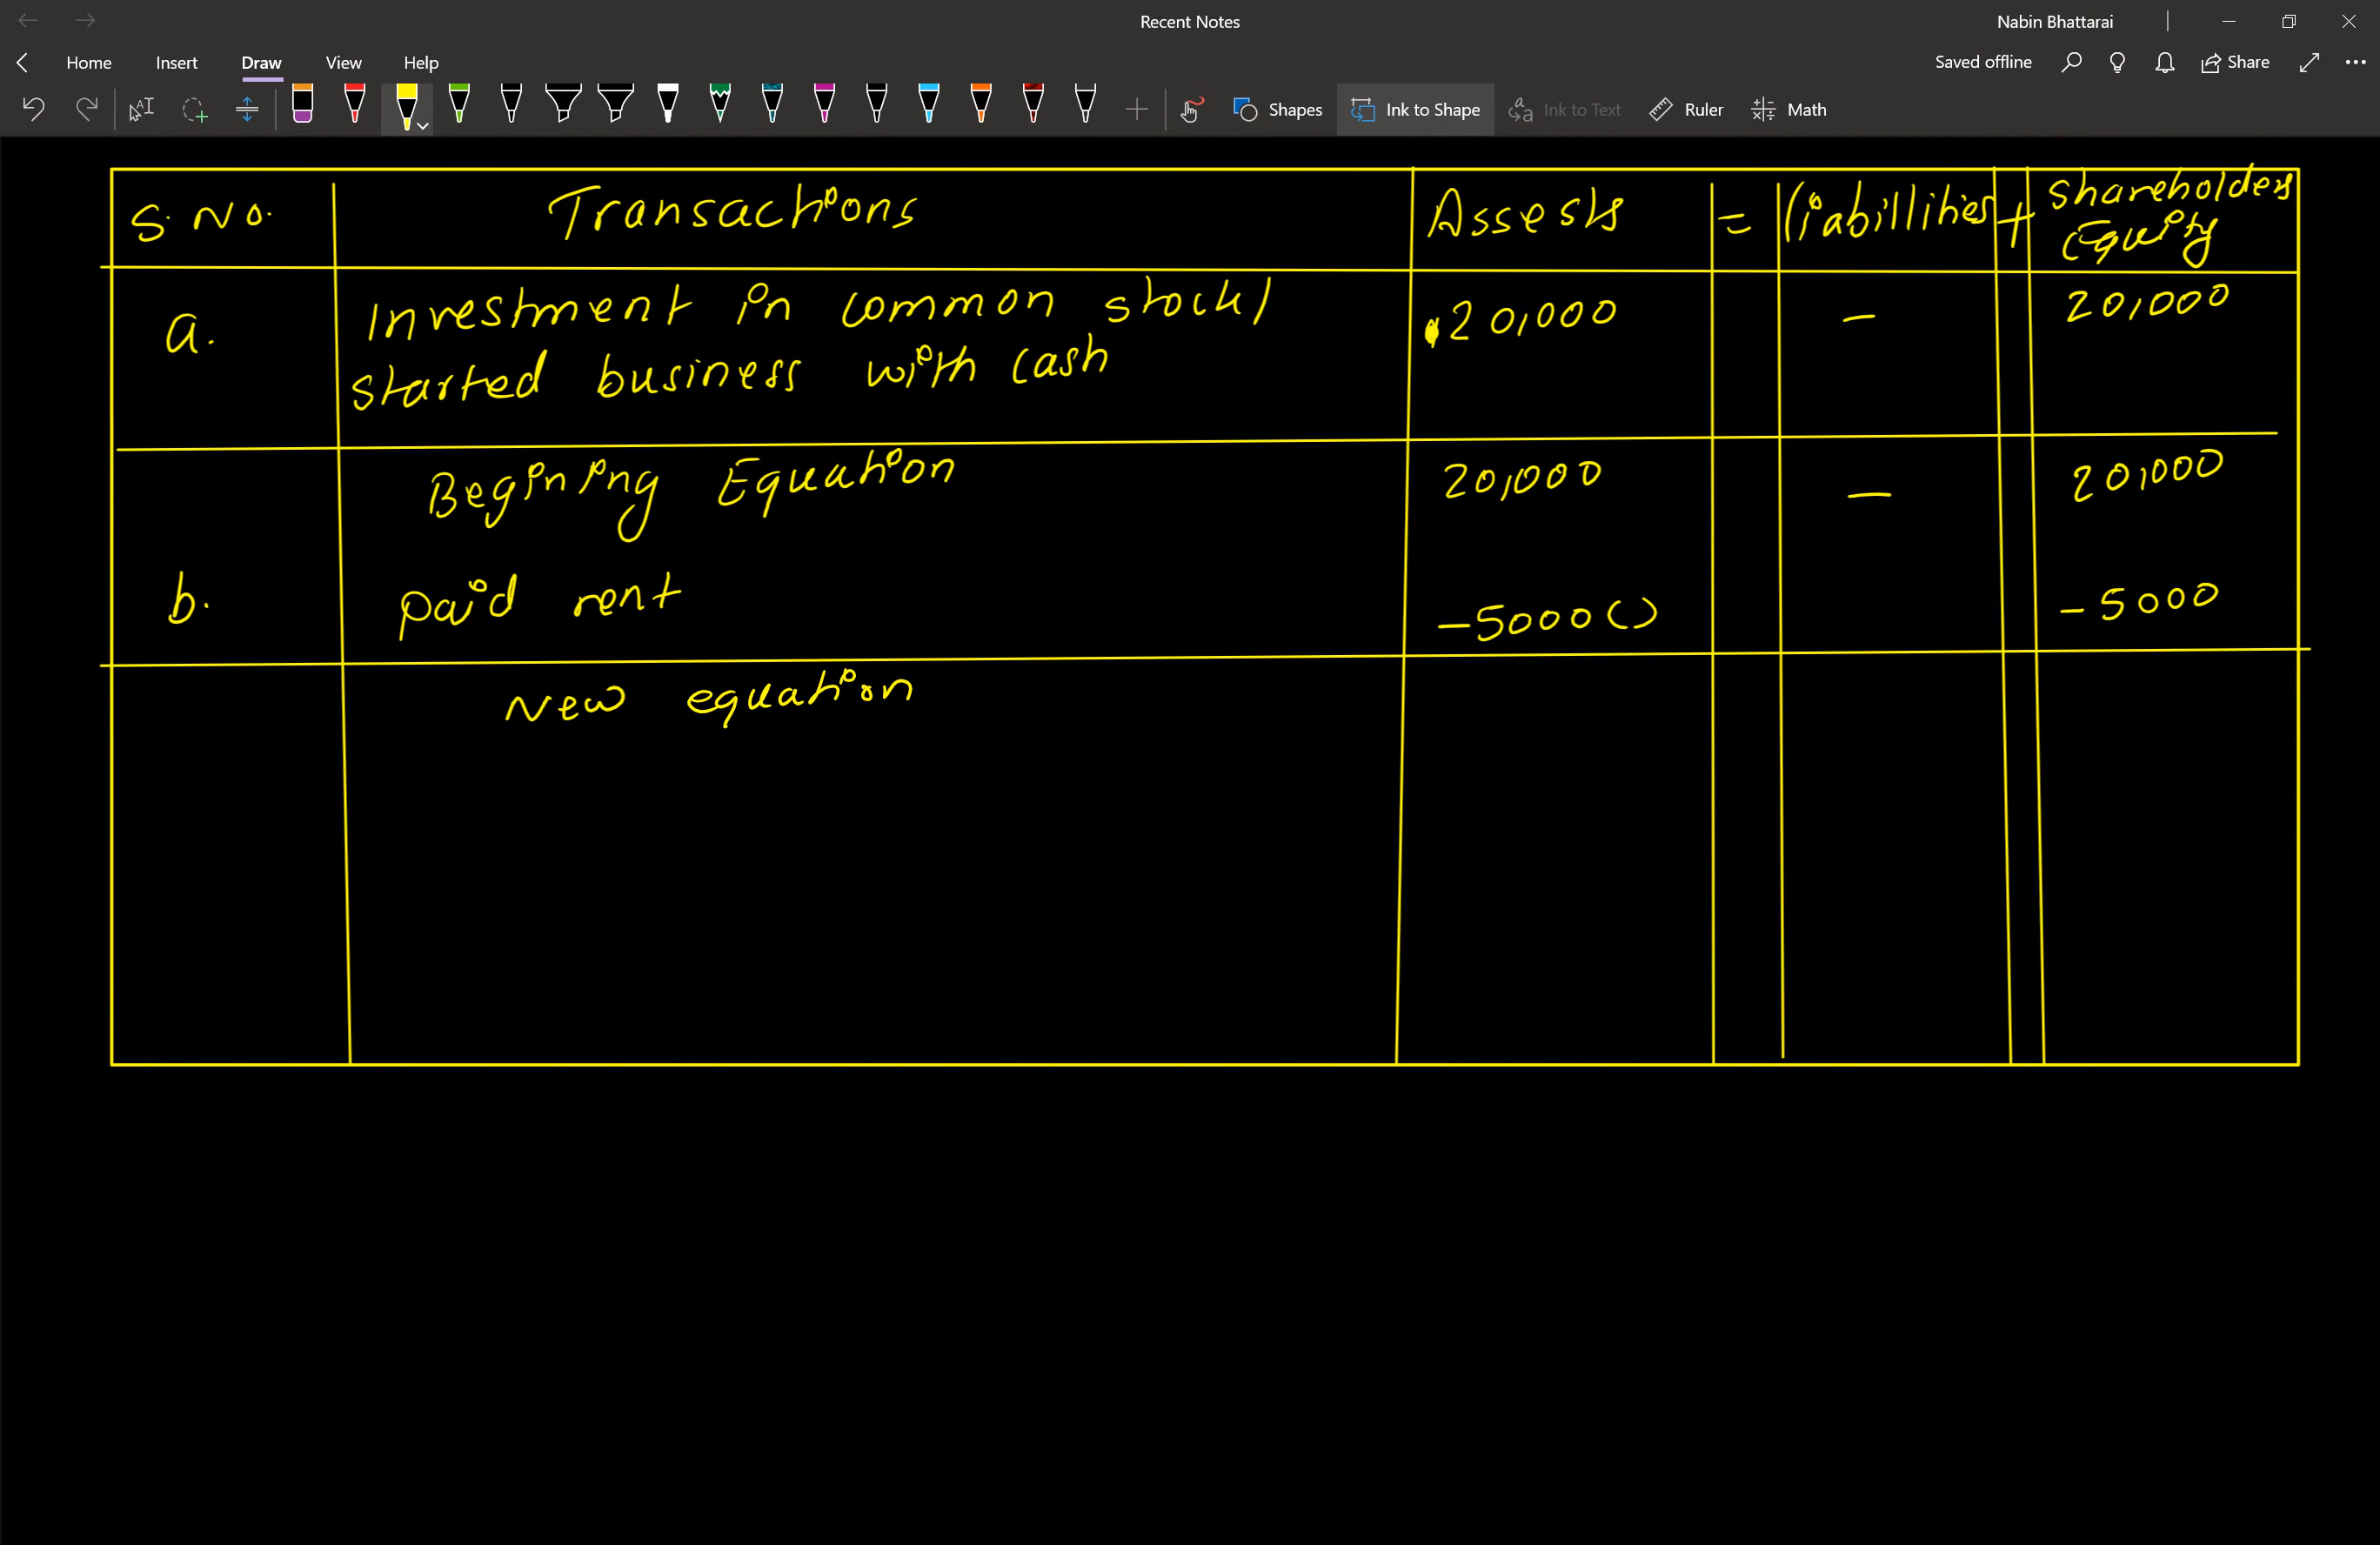 Recent Notes
Nabin Bhattarai
Home Insert Draw View Help
Saved offline
Share
Shapes Ink to Shape Ink to Text Ruler Math
S. No. Transactions Assests = Liabillities + shareholders
Equity
a. Investment in common stock/ 20,000 - 20,000
started business with cash
Begining Equation 20,000 - 20,000
b. paid rent -5000 () -5000
New equation